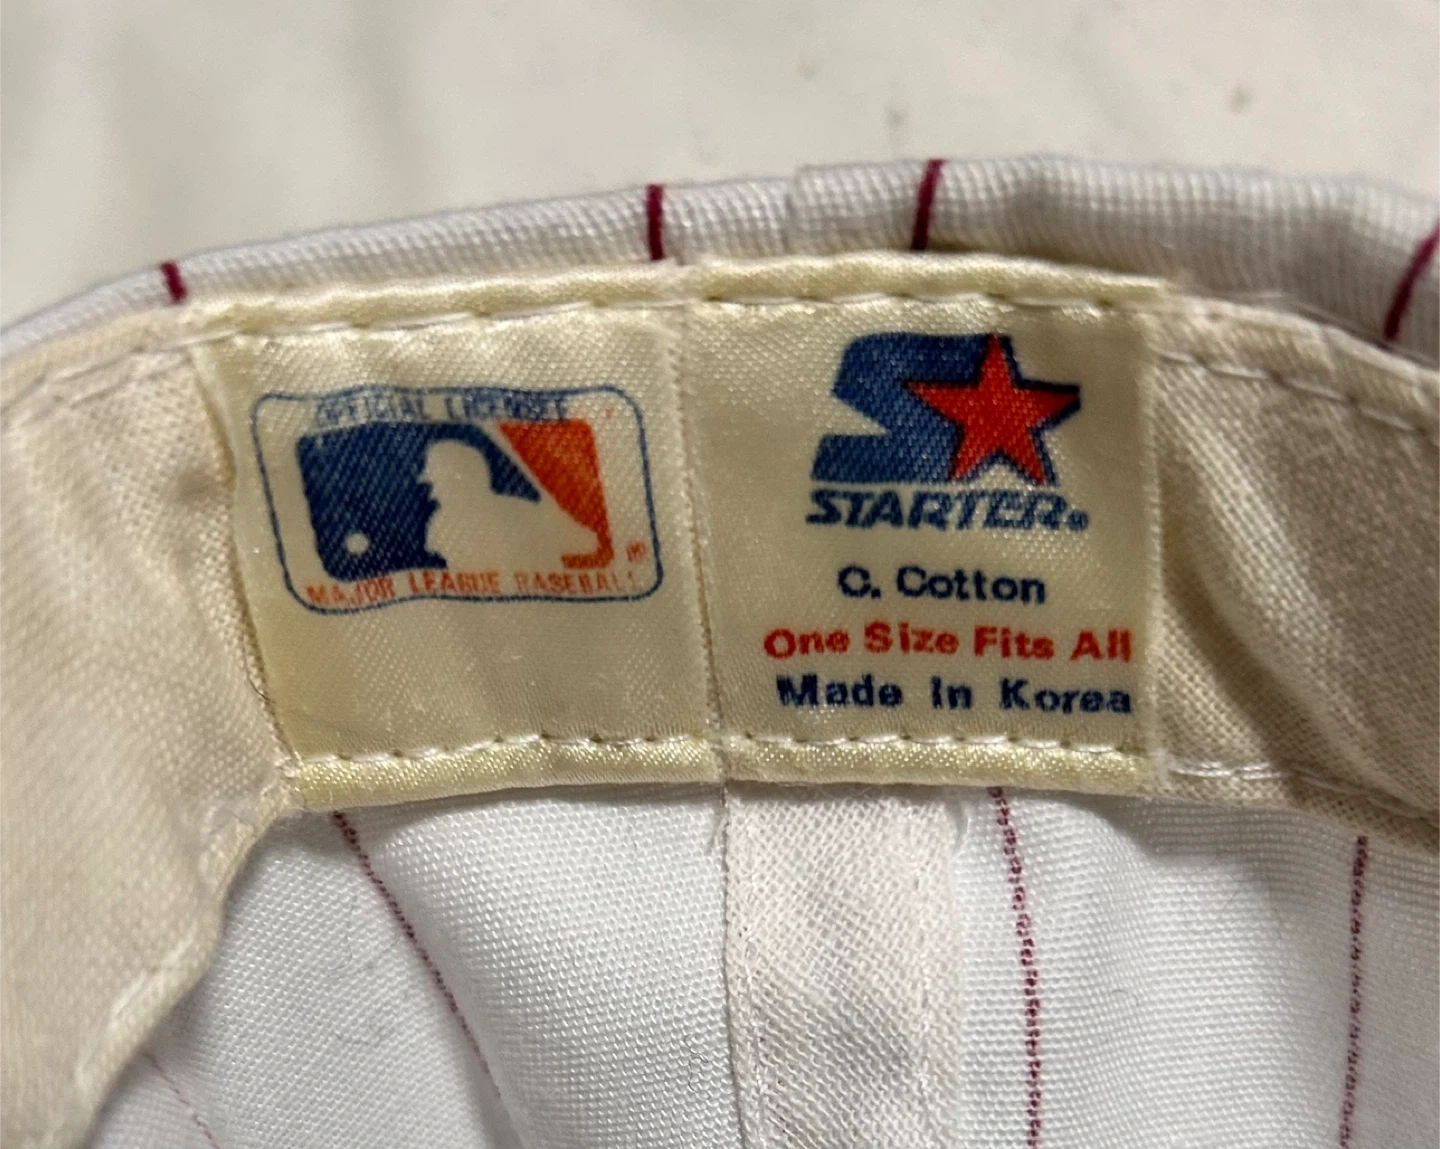 OFFICIAL LICENSEE
MAJOR LEAGUE BASEBALL
®
STARTER®
C. Cotton
One Size Fits All
Made In Korea